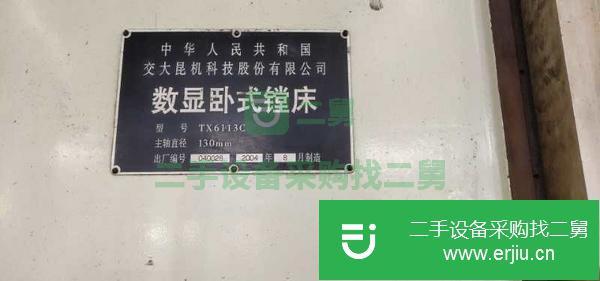 中华人民共和国
交大昆机科技股份有限公司
数显卧式镗床
型号 TX6113C
主轴直径 130mm
出厂编号 040028 2004 年 8 月制造
二舅
二手设备采购找二舅
二手设备采购找二舅
www.erjiu.cn